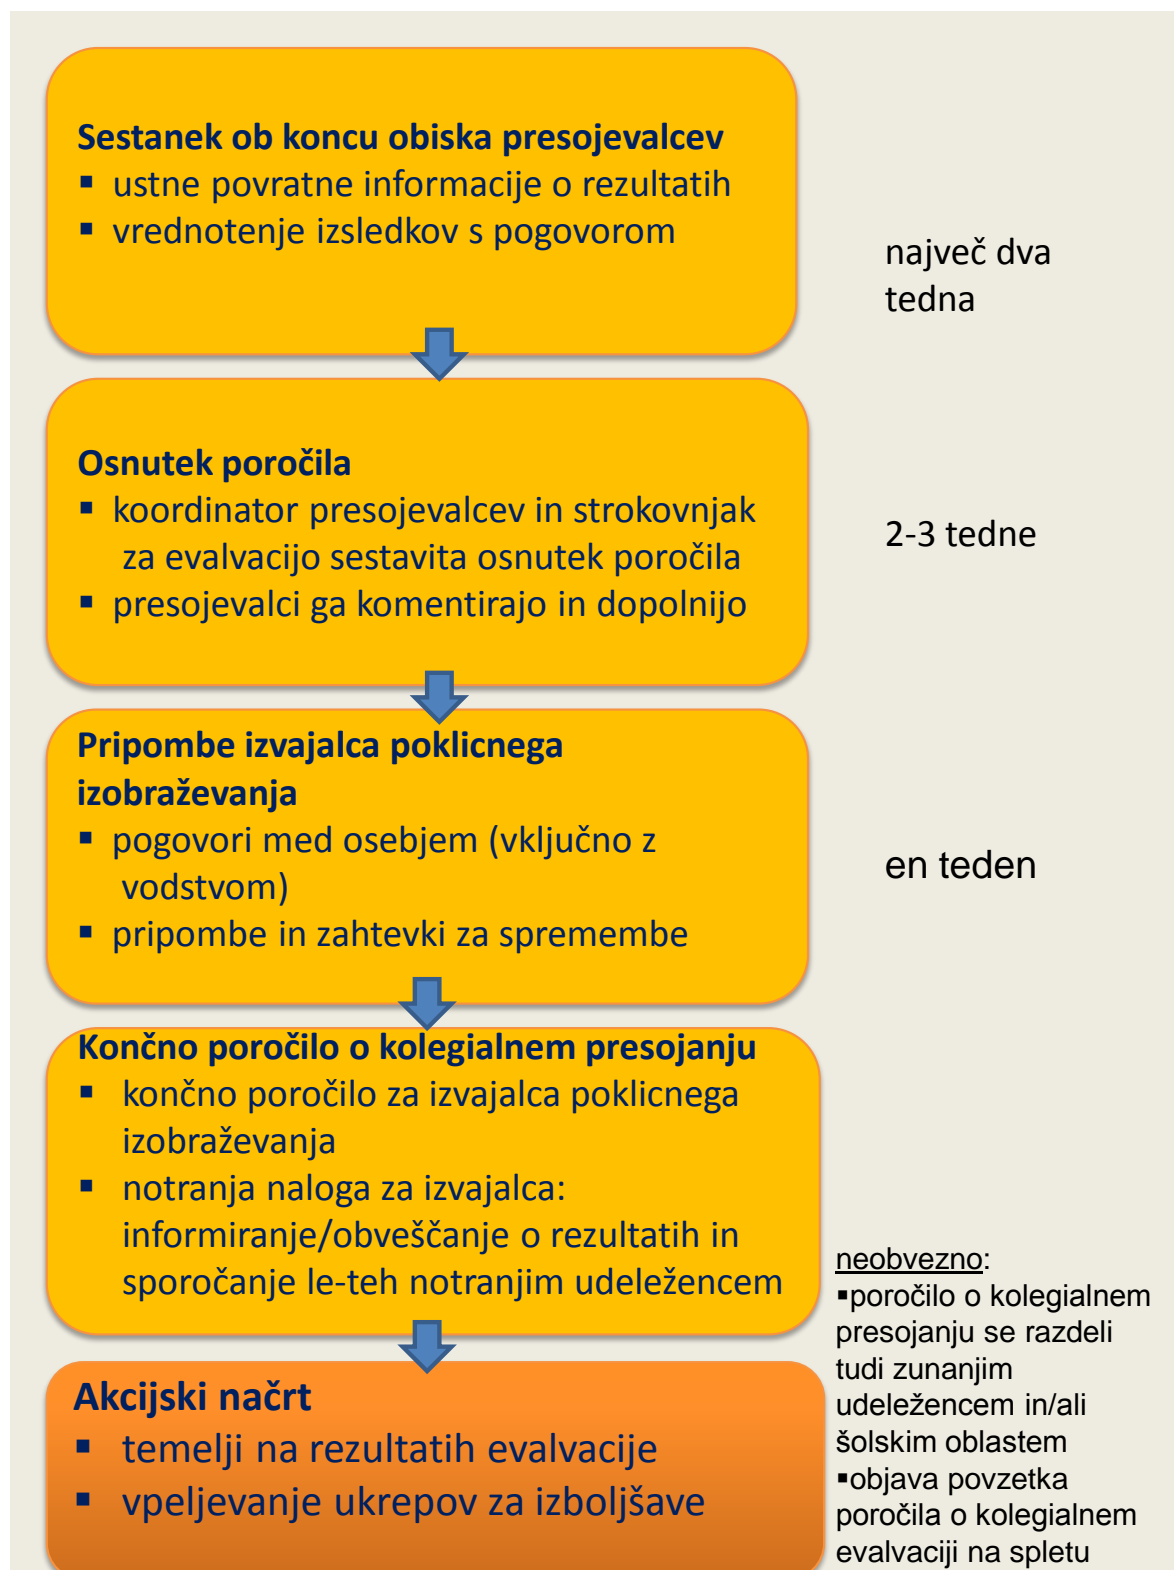 Sestanek ob koncu obiska presojevalcev
▪ ustne povratne informacije o rezultatih
▪ vrednotenje izsledkov s pogovorom
največ dva
tedna
Osnutek poročila
▪ koordinator presojevalcev in strokovnjak
za evalvacijo sestavita osnutek poročila
▪ presojevalci ga komentirajo in dopolnijo
2-3 tedne
Pripombe izvajalca poklicnega
izobraževanja
▪ pogovori med osebjem (vključno z
vodstvom)
▪ pripombe in zahtevki za spremembe
en teden
Končno poročilo o kolegialnem presojanju
▪ končno poročilo za izvajalca poklicnega
izobraževanja
▪ notranja naloga za izvajalca:
informiranje/obveščanje o rezultatih in
sporočanje le-teh notranjim udeležencem
Akcijski načrt
▪ temelji na rezultatih evalvacije
▪ vpeljevanje ukrepov za izboljšave
neobvezno:
▪poročilo o kolegialnem
presojanju se razdeli
tudi zunanjim
udeležencem in/ali
šolskim oblastem
▪objava povzetka
poročila o kolegialnem
evalvaciji na spletu